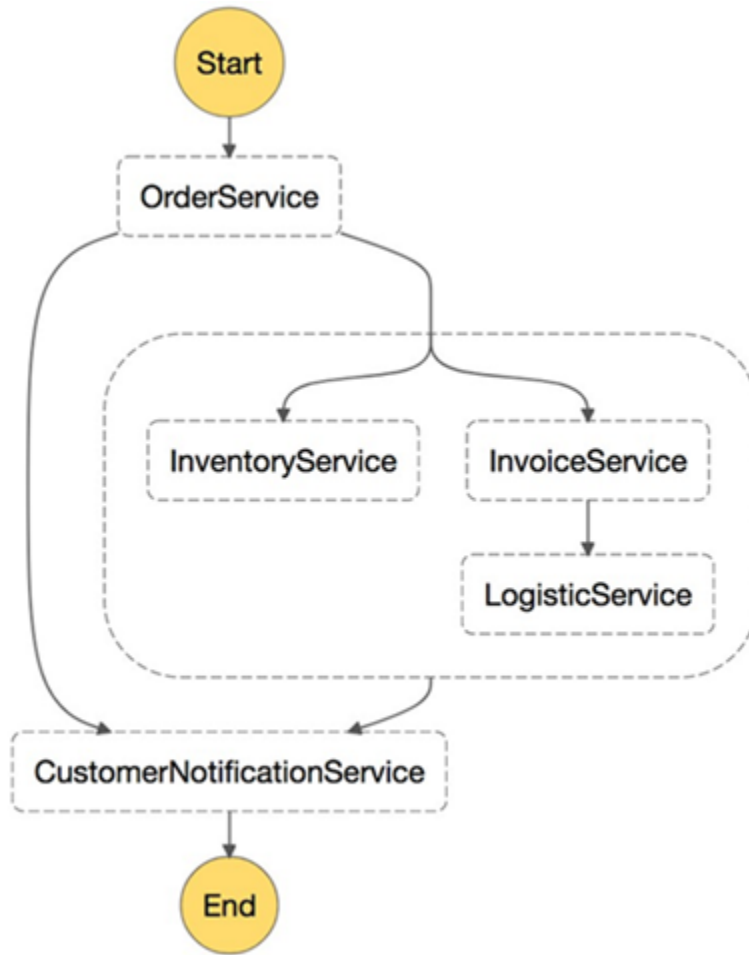 Start
OrderService
InventoryService
InvoiceService
LogisticService
CustomerNotificationService
End